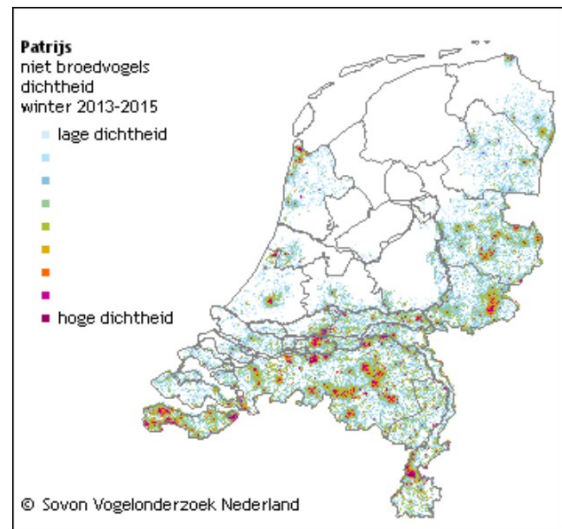 Patrijs
niet broedvogels
dichtheid
winter 2013-2015
lage dichtheid
hoge dichtheid
© Sovon Vogelonderzoek Nederland